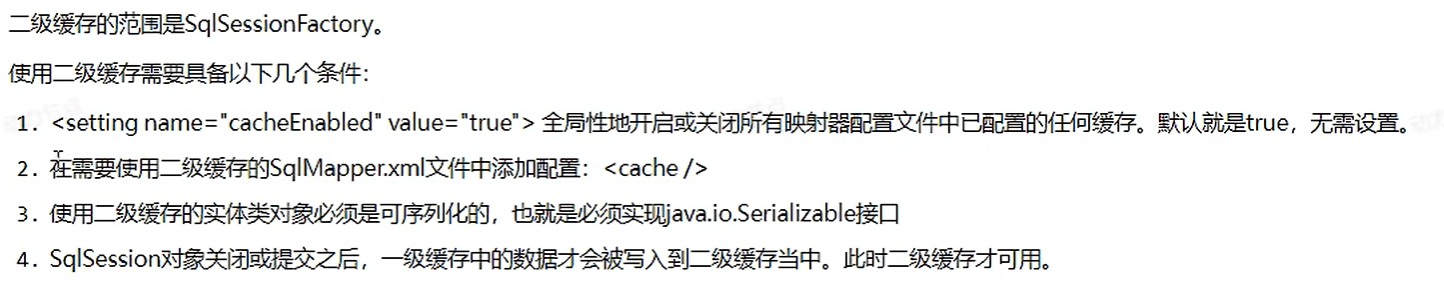 二级缓存的范围是SqlSessionFactory。
使用二级缓存需要具备以下几个条件：
1. <setting name="cacheEnabled" value="true"> 全局性地开启或关闭所有映射器配置文件中已配置的任何缓存。默认就是true，无需设置。
2. 在需要使用二级缓存的SqlMapper.xml文件中添加配置：<cache />
3. 使用二级缓存的实体类对象必须是可序列化的，也就是必须实现java.io.Serializable接口
4. SqlSession对象关闭或提交之后，一级缓存中的数据才会被写入到二级缓存当中。此时二级缓存才可用。